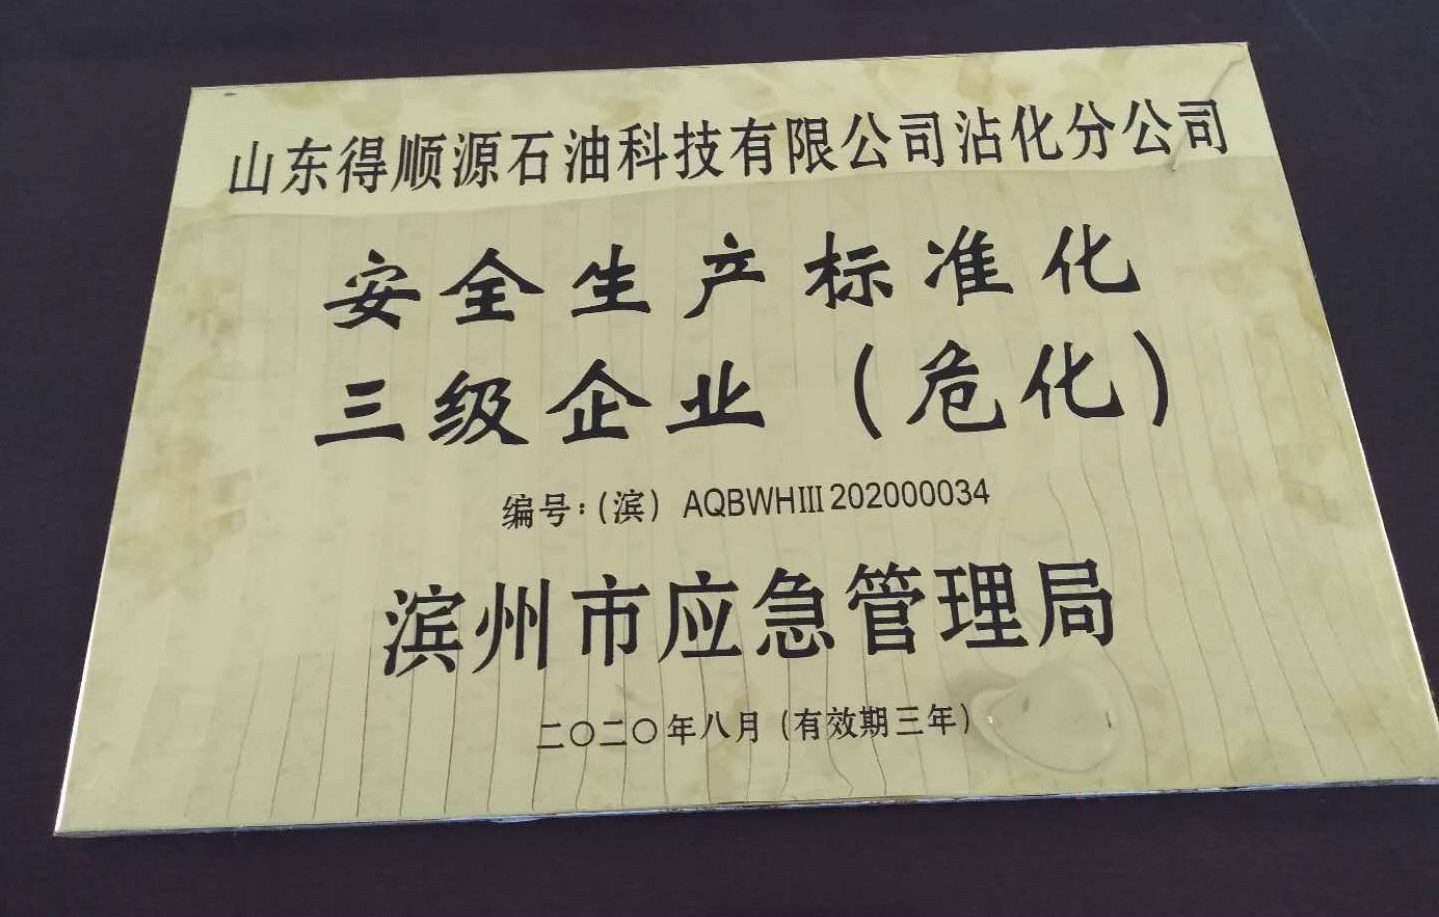 山东得顺源石油科技有限公司沾化分公司
安全生产标准化
三级企业（危化）
编号：（滨）AQBWHIII202000034
滨州市应急管理局
二〇二〇年八月（有效期三年）